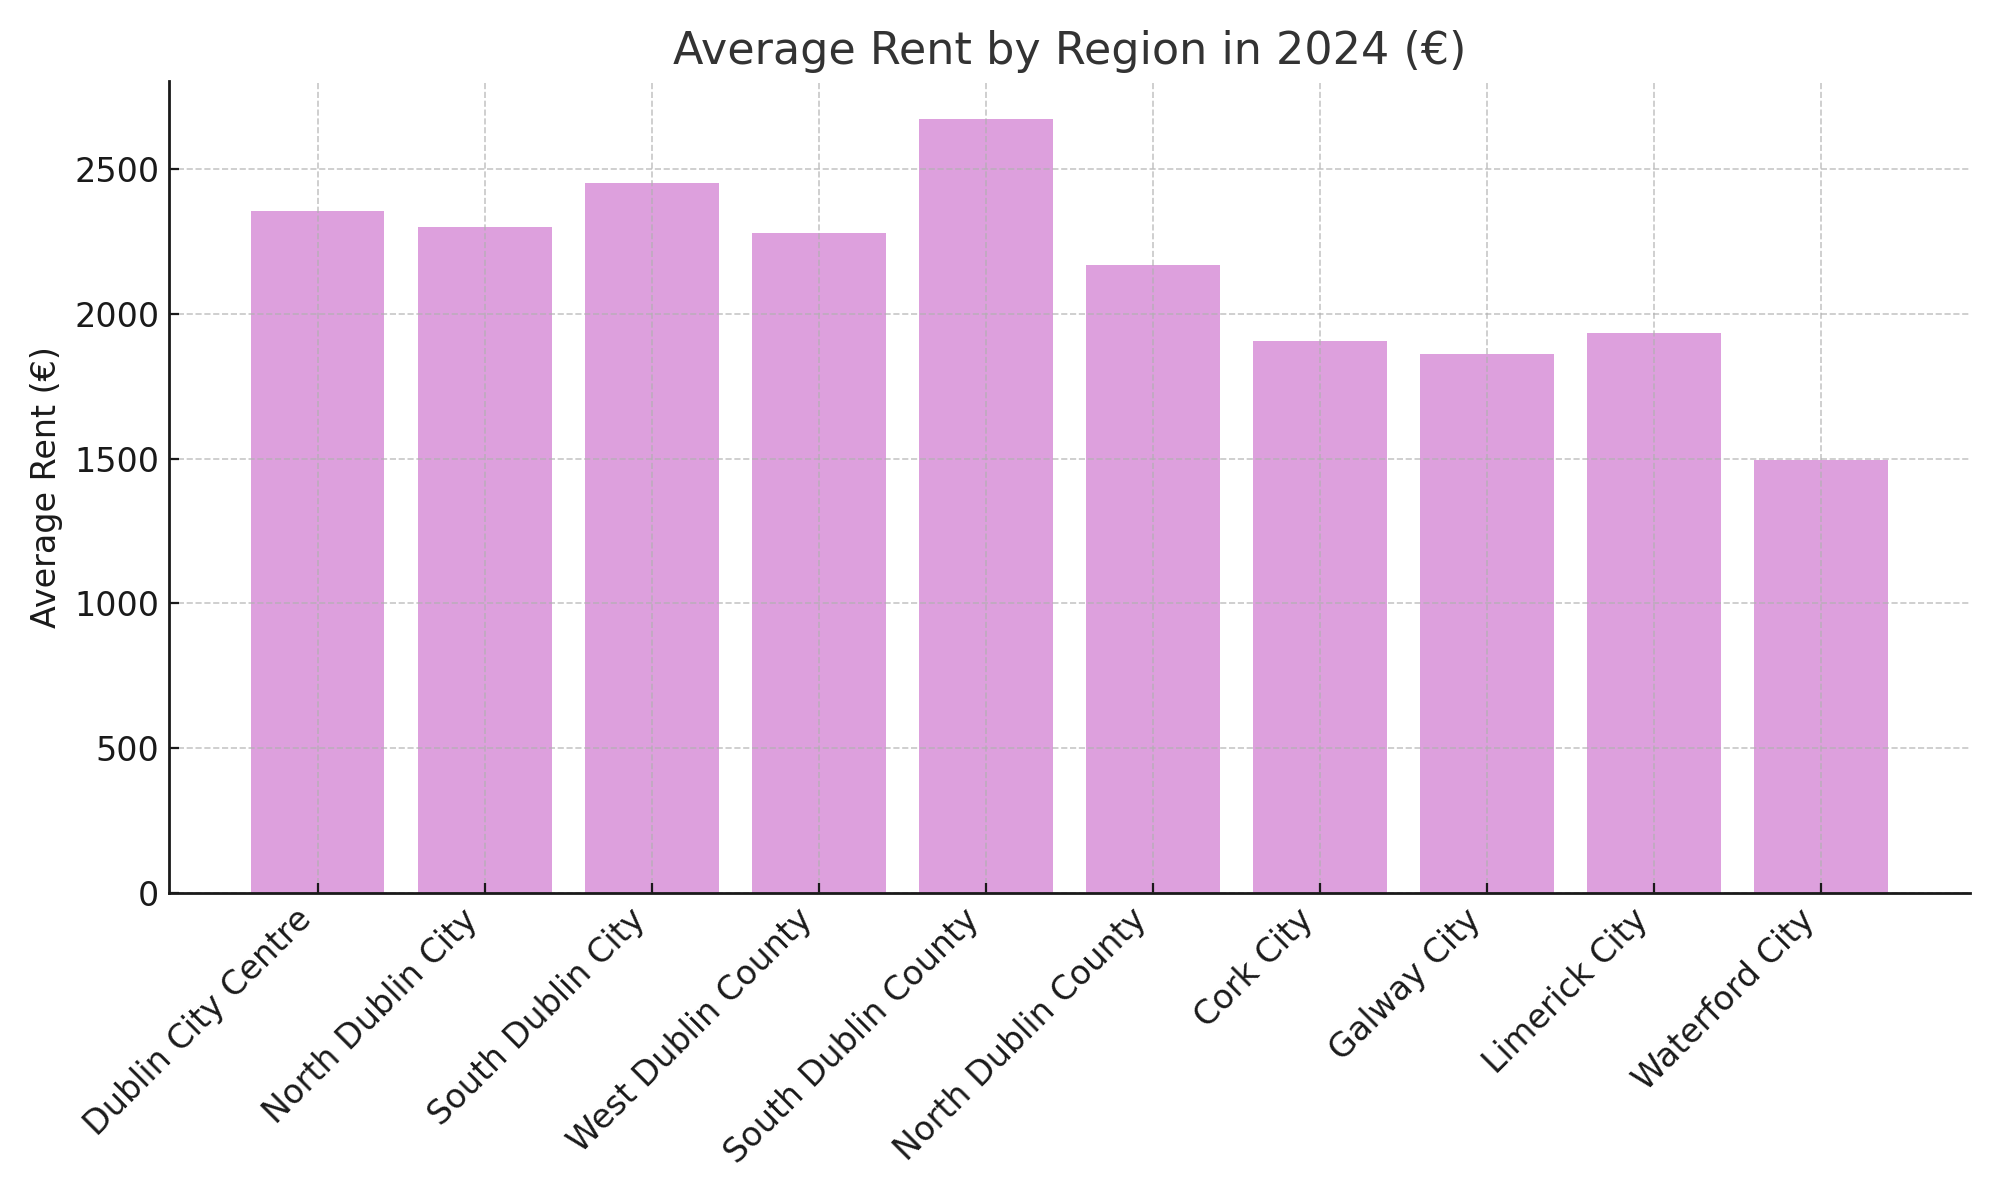 Average Rent by Region in 2024 (€)
Average Rent (€)
2500
2000
1500
1000
500
0
Dublin City Centre
North Dublin City
South Dublin City
West Dublin County
South Dublin County
North Dublin County
Cork City
Galway City
Limerick City
Waterford City